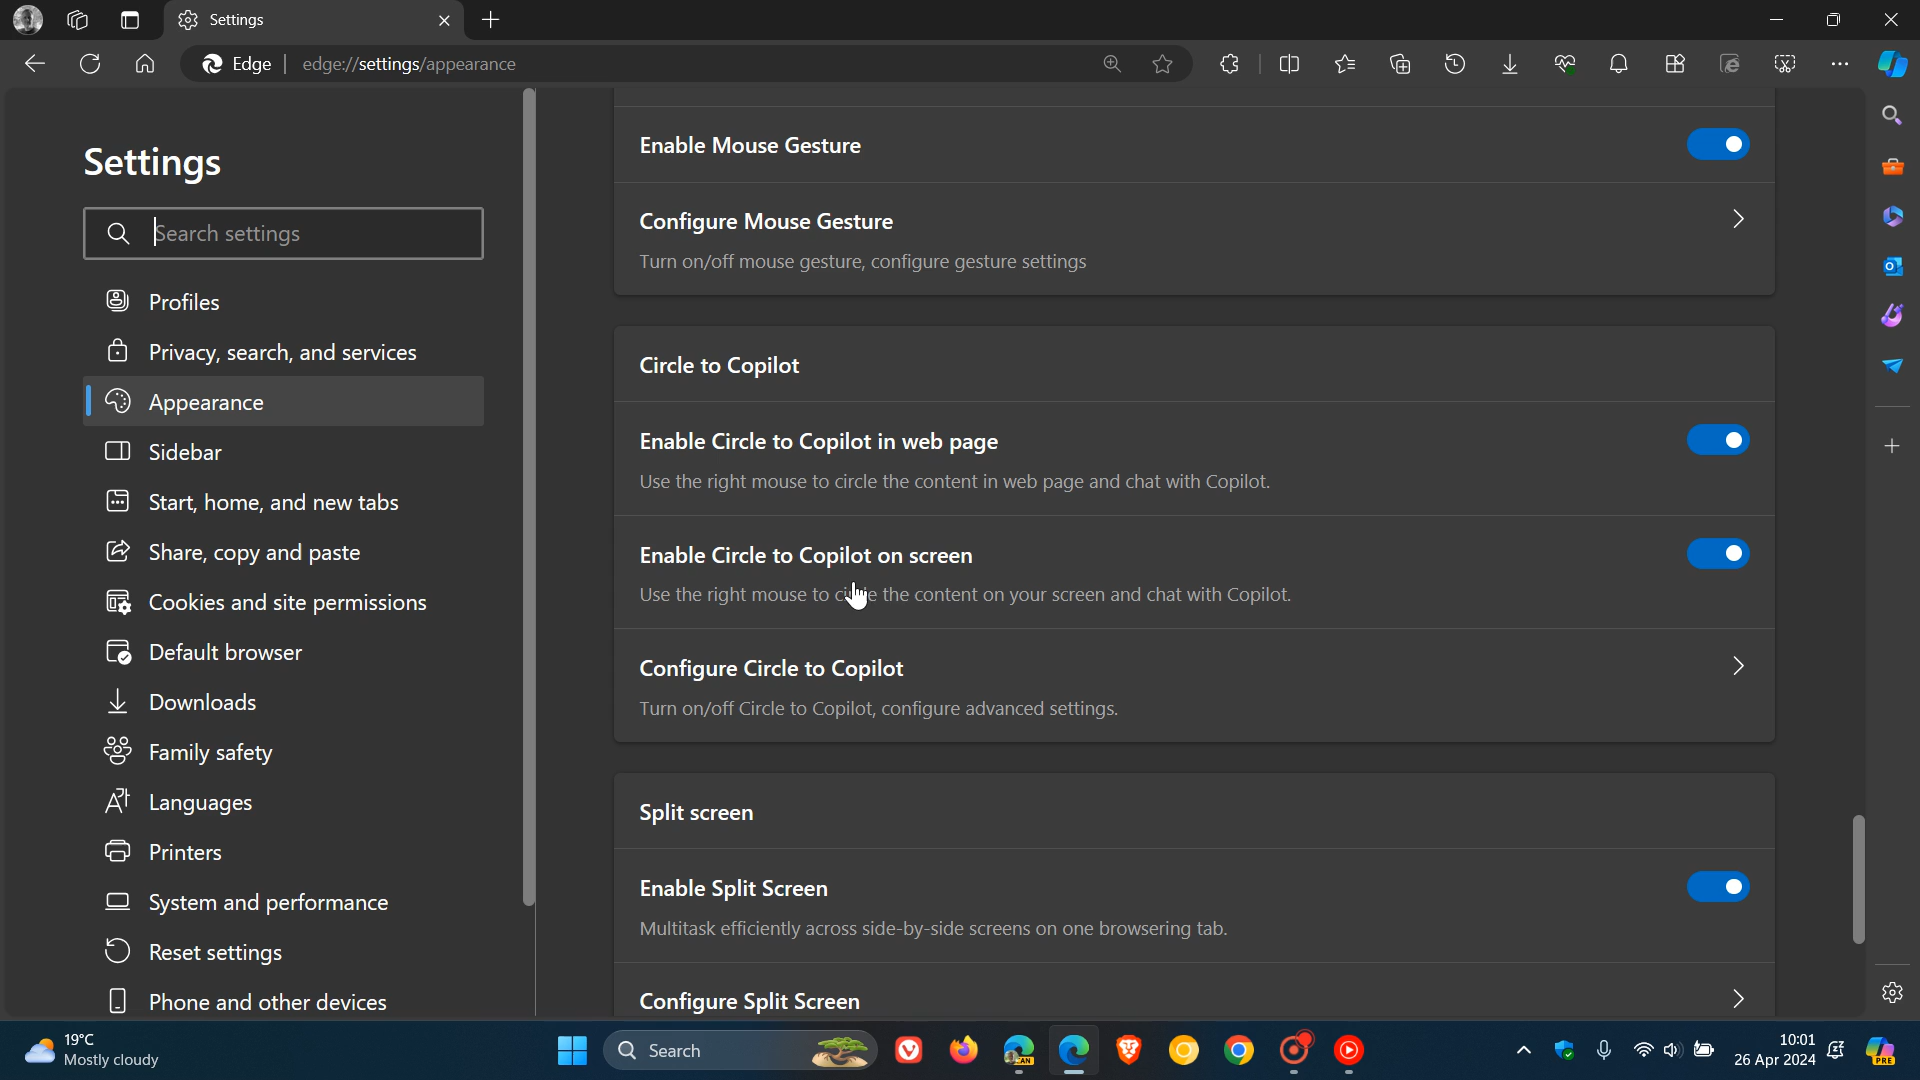 Settings
Edge
edge://settings/appearance
Settings
Search settings
Profiles
Privacy, search, and services
Appearance
Sidebar
Start, home, and new tabs
Share, copy and paste
Cookies and site permissions
Default browser
Downloads
Family safety
Languages
Printers
System and performance
Reset settings
Phone and other devices
Enable Mouse Gesture
Configure Mouse Gesture
Turn on/off mouse gesture, configure gesture settings
Circle to Copilot
Enable Circle to Copilot in web page
Use the right mouse to circle the content in web page and chat with Copilot.
Enable Circle to Copilot on screen
Use the right mouse to circle the content on your screen and chat with Copilot.
Configure Circle to Copilot
Turn on/off Circle to Copilot, configure advanced settings.
Split screen
Enable Split Screen
Multitask efficiently across side-by-side screens on one browsering tab.
Configure Split Screen
19°C
Mostly cloudy
Search
CAN
10:01
26 Apr 2024
PRE